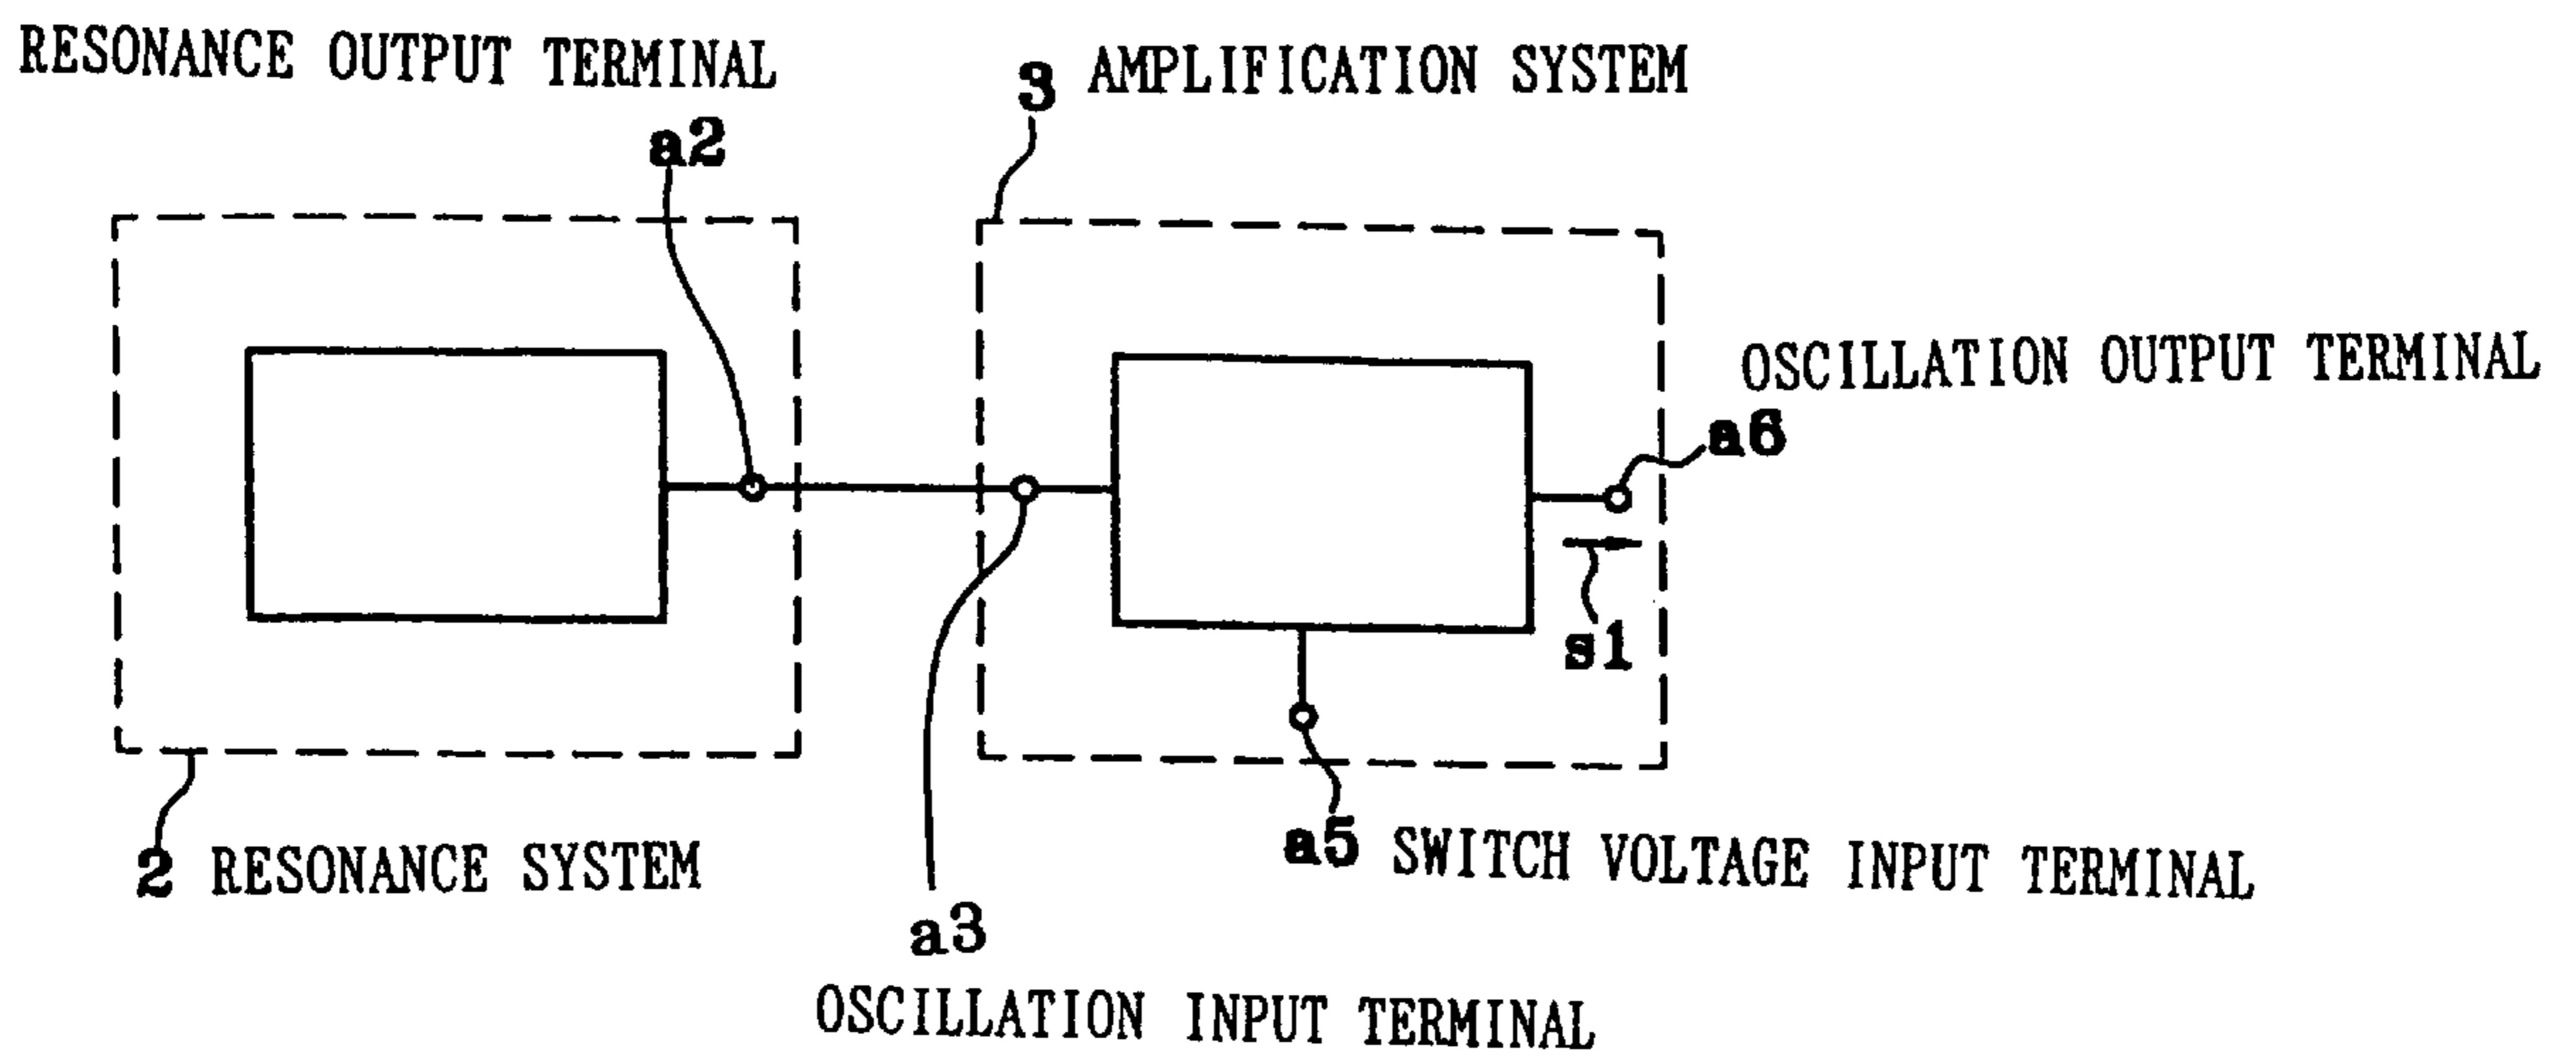 RESONANCE OUTPUT TERMINAL
a2
3 AMPLIFICATION SYSTEM
OSCILLATION OUTPUT TERMINAL
a6
s1
a5 SWITCH VOLTAGE INPUT TERMINAL
2 RESONANCE SYSTEM
a3
OSCILLATION INPUT TERMINAL